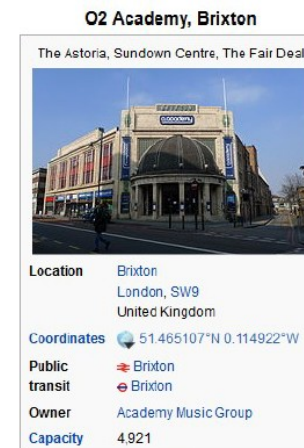 O2 Academy, Brixton
The Astoria, Sundown Centre, The Fair Deal
academy
Location Brixton
London, SW9
United Kingdom
Coordinates 51.465107°N 0.114922°W
Public transit Brixton
Brixton
Owner Academy Music Group
Capacity 4,921